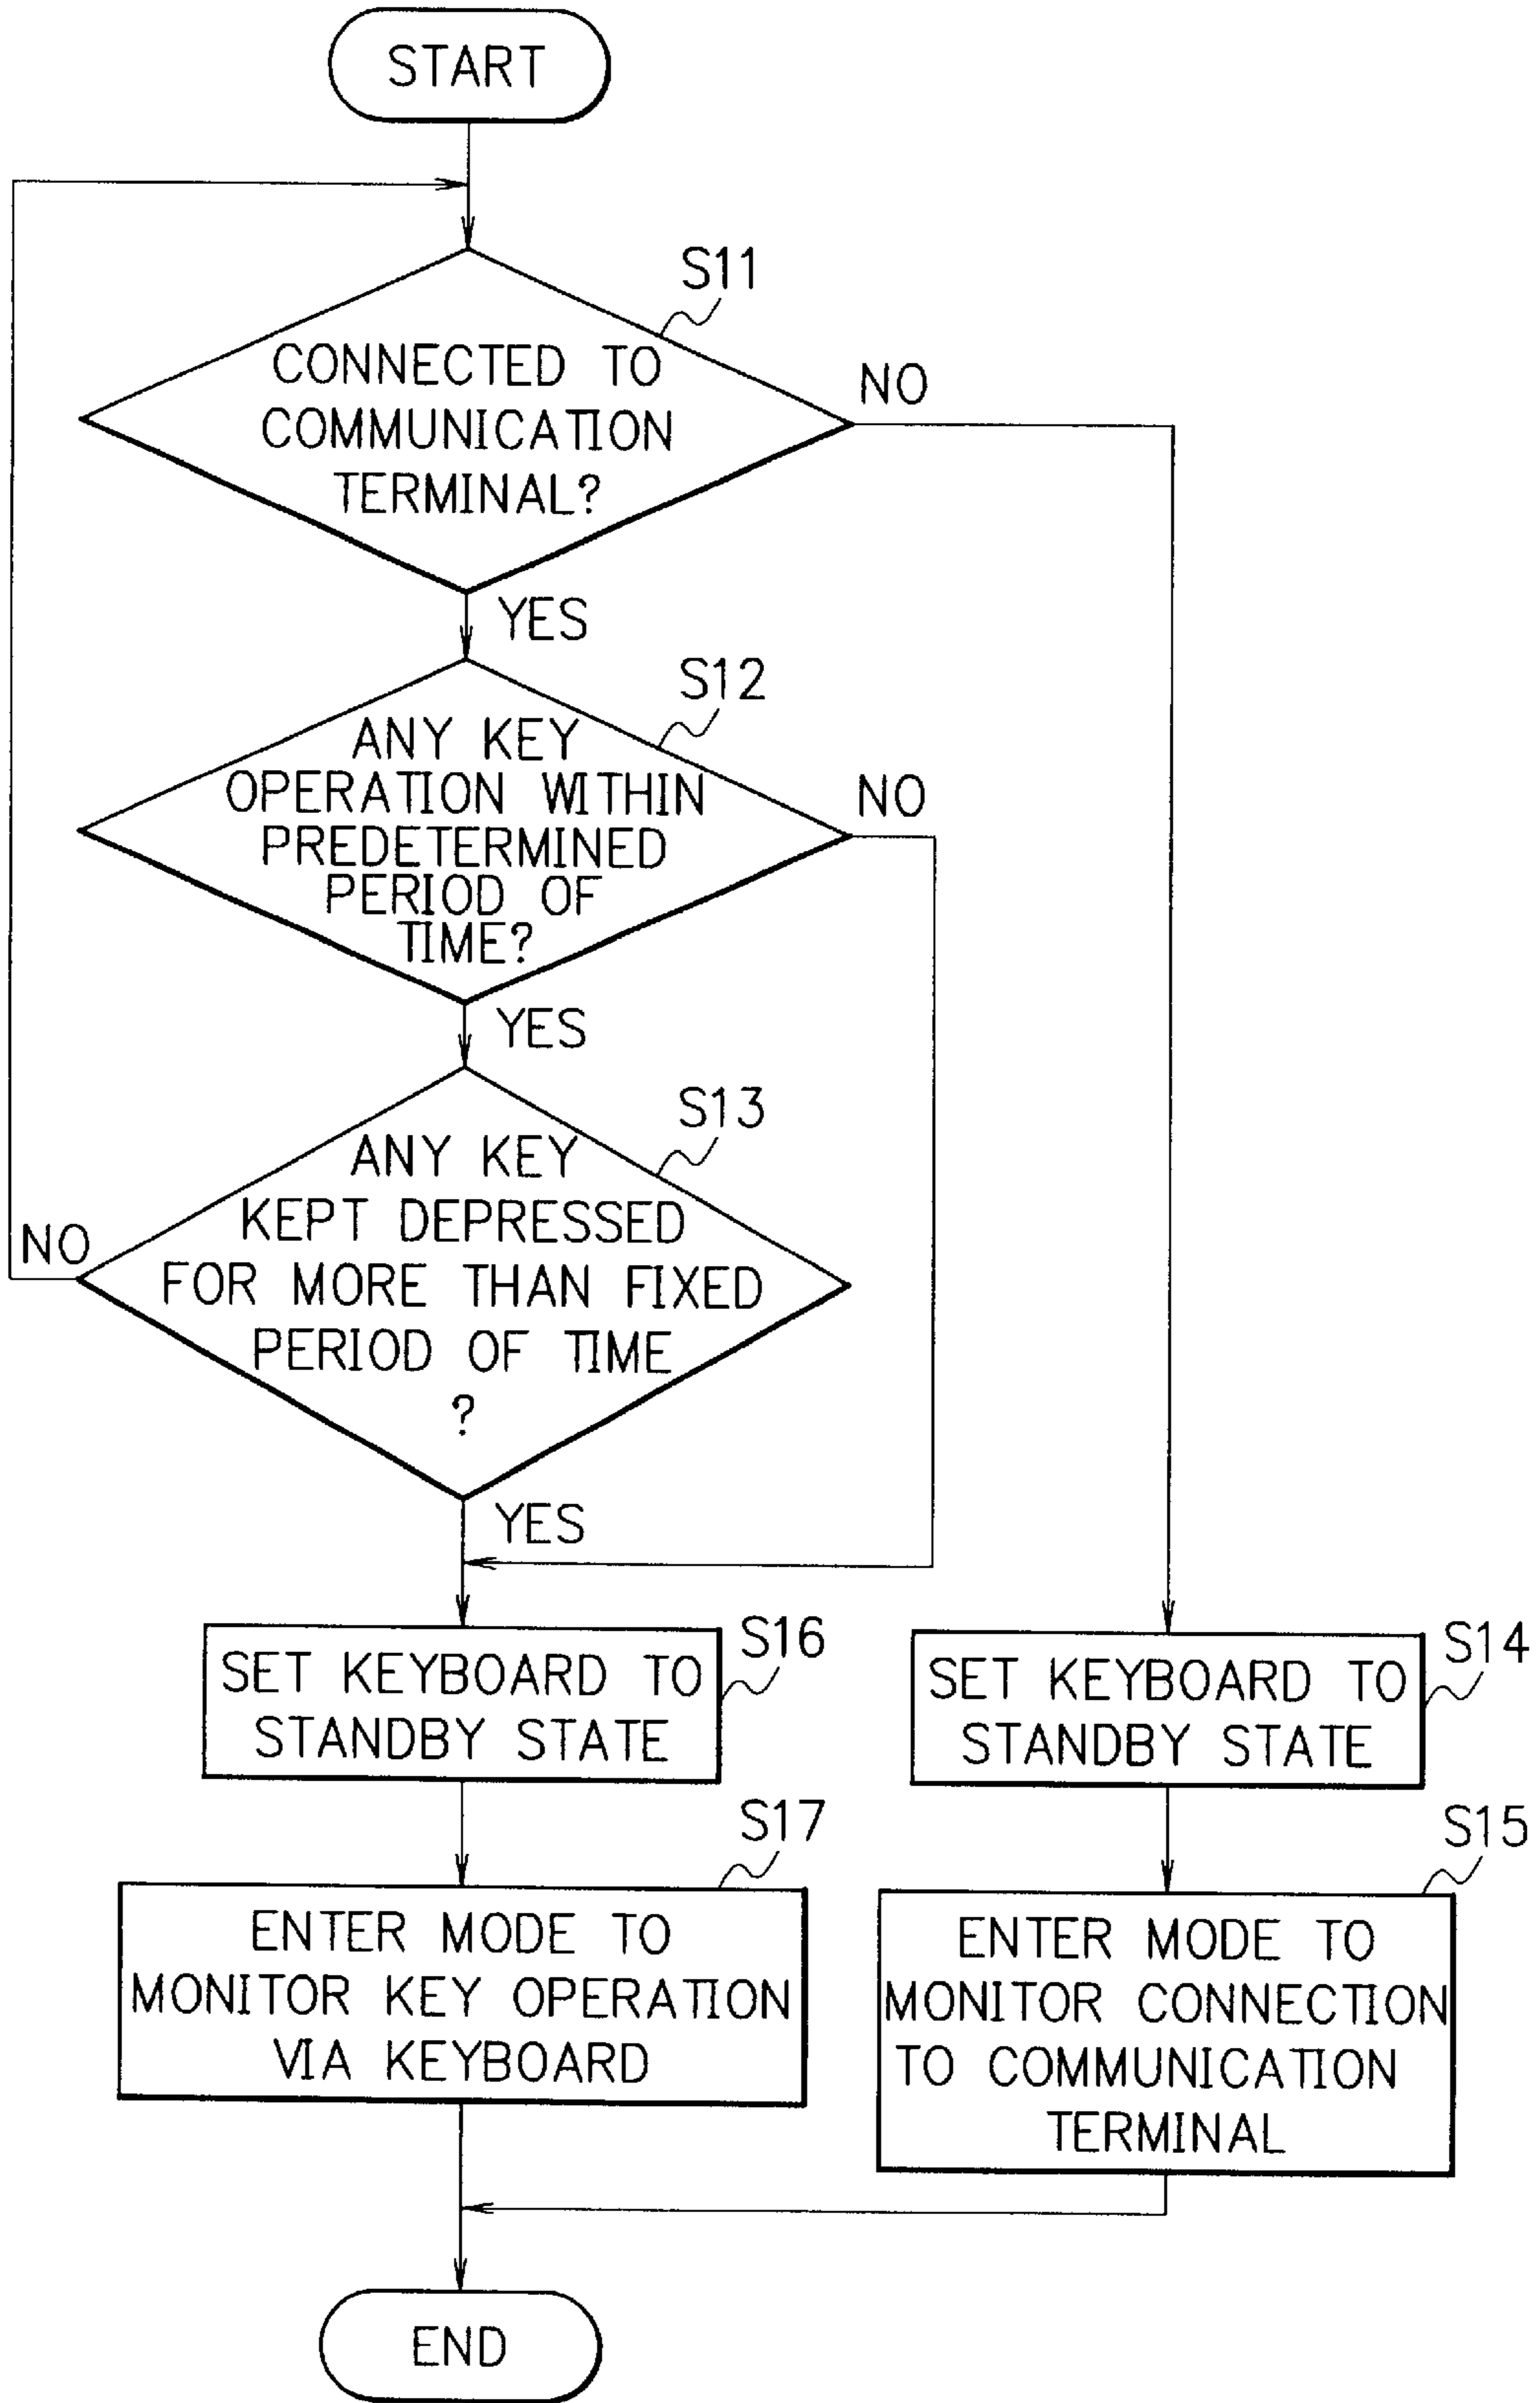 START
S11
CONNECTED TO
COMMUNICATION
TERMINAL?
NO
YES
S12
ANY KEY
OPERATION WITHIN
PREDETERMINED
PERIOD OF
TIME?
NO
YES
S13
ANY KEY
KEPT DEPRESSED
FOR MORE THAN FIXED
PERIOD OF TIME
?
NO
YES
S16
SET KEYBOARD TO
STANDBY STATE
S14
SET KEYBOARD TO
STANDBY STATE
S17
ENTER MODE TO
MONITOR KEY OPERATION
VIA KEYBOARD
S15
ENTER MODE TO
MONITOR CONNECTION
TO COMMUNICATION
TERMINAL
END